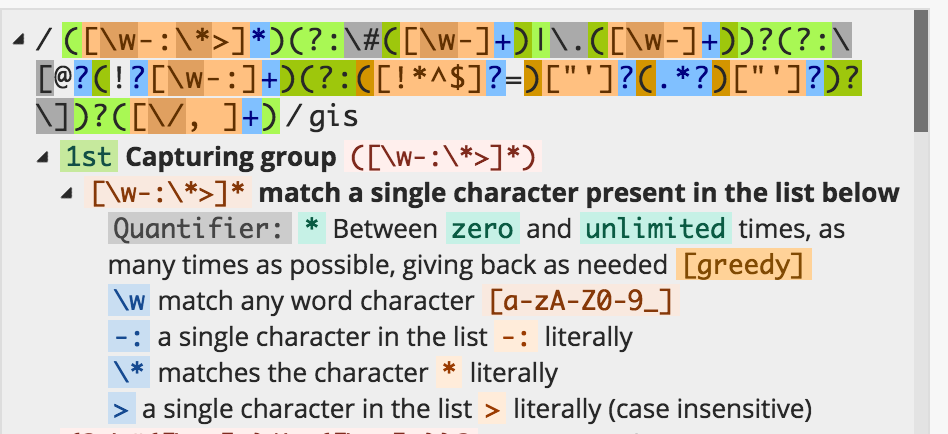 / ([\w-:\*>]*)(?:\#([\w-]+)|\.([\w-]+))?(?:\
[@?(!?[\w-:]+)(?:([!*^$]?=)["']?(.*?)["']?)?
\])?([\/, ]+)/gis
1st Capturing group ([\w-:\*>]*)
[\w-:\*>]* match a single character present in the list below
Quantifier: * Between zero and unlimited times, as
many times as possible, giving back as needed [greedy]
\w match any word character [a-zA-Z0-9_]
-: a single character in the list -: literally
\* matches the character * literally
> a single character in the list > literally (case insensitive)